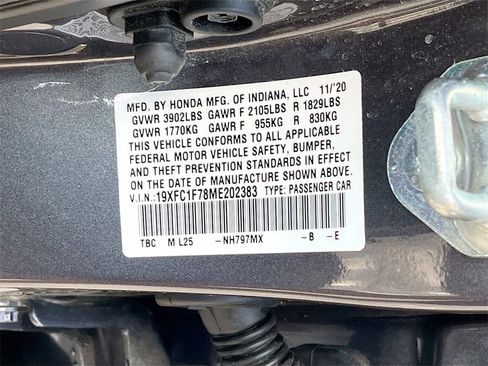 MFD. BY HONDA MFG. OF INDIANA, LLC 11/'20
GVWR 3902LBS GAWR F 2105LBS R 1829LBS
GVWR 1770KG GAWR F 955KG R 830KG
THIS VEHICLE CONFORMS TO ALL APPLICABLE
FEDERAL MOTOR VEHICLE SAFETY, BUMPER,
AND THEFT PREVENTION STANDARDS IN EFFECT
ON THE DATE OF MANUFACTURE SHOWN ABOVE.
V.I.N.: 19XFC1F78ME202383 TYPE: PASSENGER CAR
TBC M L25 -NH797MX -B -E